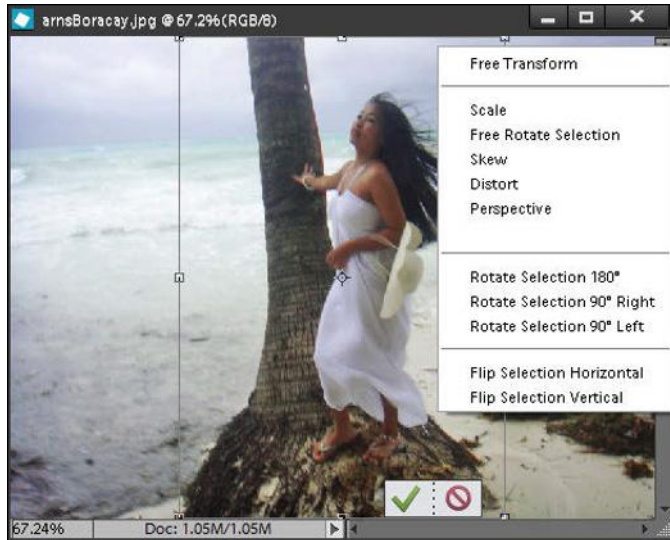 arnsBoracay.jpg @ 67.2%(RGB/8)
Free Transform
Scale
Free Rotate Selection
Skew
Distort
Perspective
Rotate Selection 180°
Rotate Selection 90° Right
Rotate Selection 90° Left
Flip Selection Horizontal
Flip Selection Vertical
67.24% Doc: 1.05M/1.05M